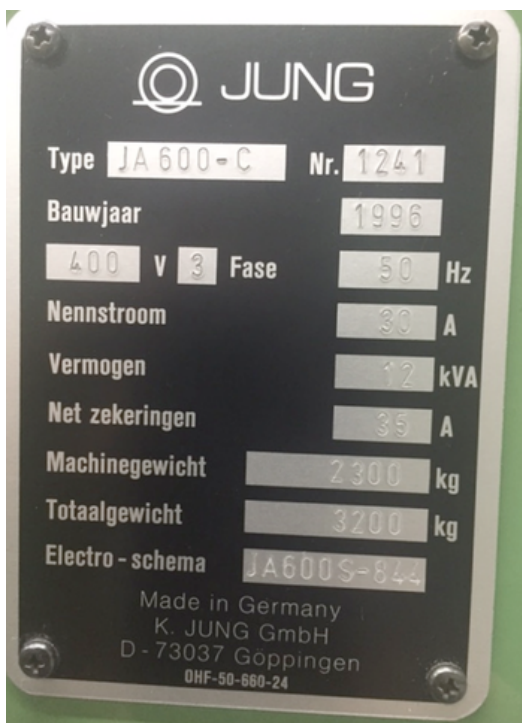 JUNG
Type JA600-C Nr. 1241
Bauwjaar 1996
400 V 3 Fase 50 Hz
Nennstroom 30 A
Vermogen 12 kVA
Net zekeringen 35 A
Machinegewicht 2300 kg
Totaalgewicht 3200 kg
Electro-schema JA600S-844
Made in Germany
K. JUNG GmbH
D-73037 Göppingen
OHF-50-660-24